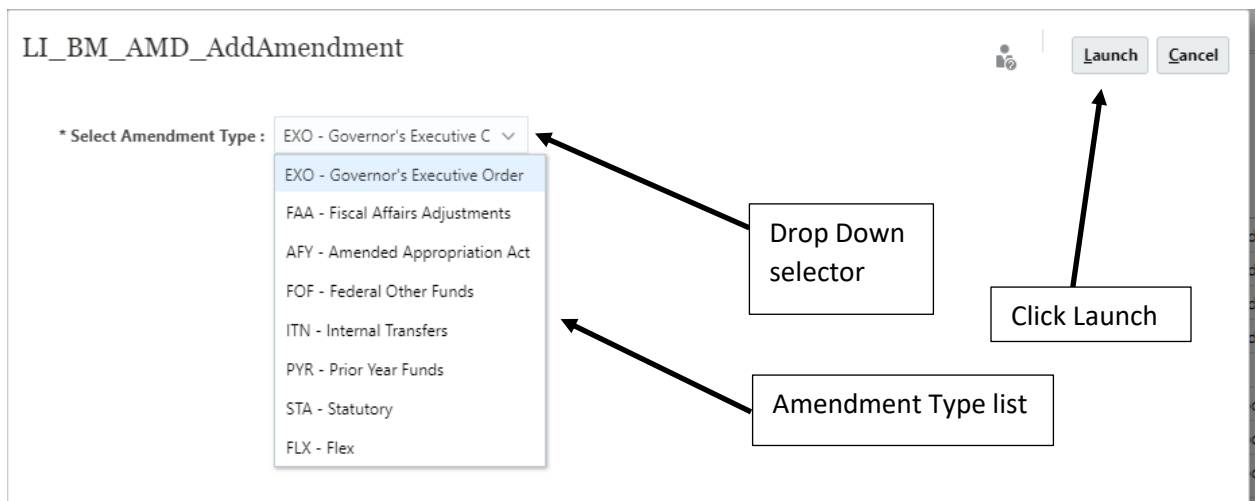 LI_BM_AMD_AddAmendment
Launch
Cancel
* Select Amendment Type :
EXO - Governor's Executive C
EXO - Governor's Executive Order
FAA - Fiscal Affairs Adjustments
AFY - Amended Appropriation Act
FOF - Federal Other Funds
ITN - Internal Transfers
PYR - Prior Year Funds
STA - Statutory
FLX - Flex
Drop Down
selector
Click Launch
Amendment Type list